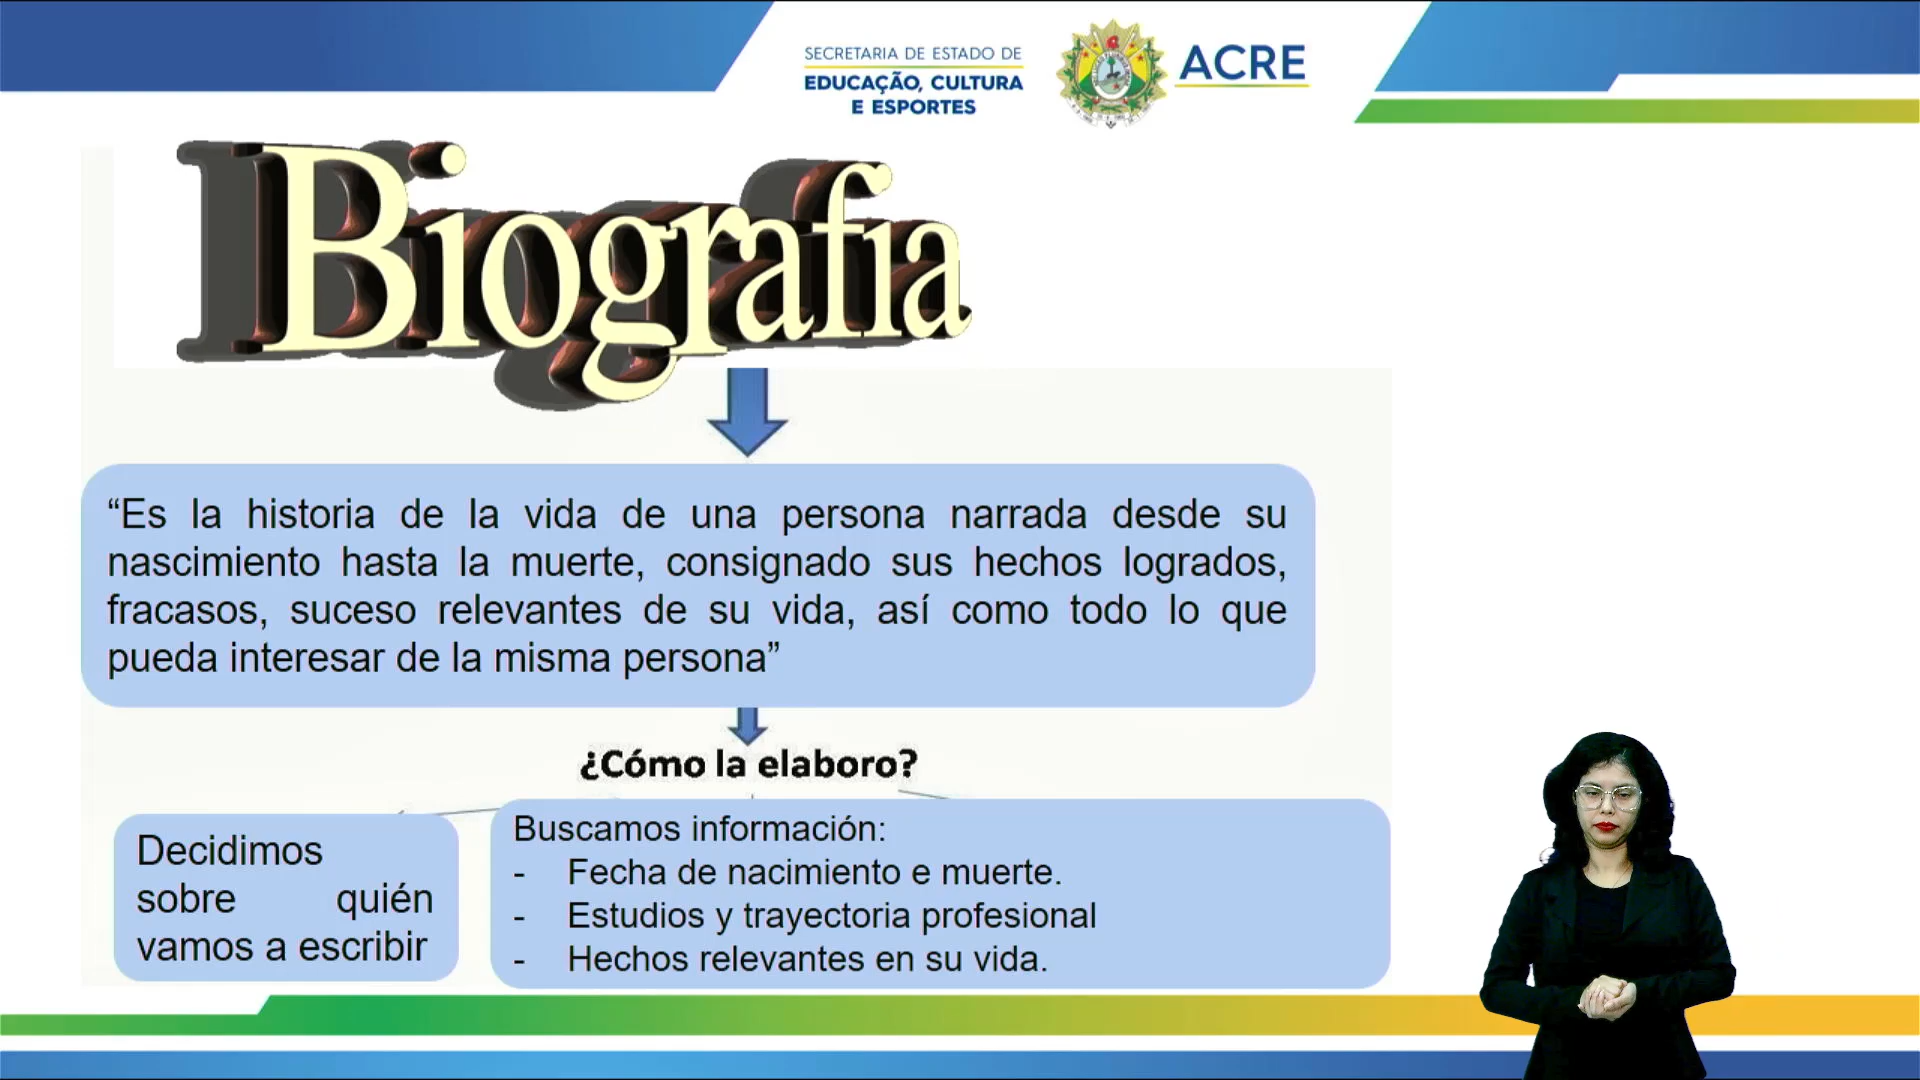 SECRETARIA DE ESTADO DE
EDUCAÇÃO, CULTURA
E ESPORTES
ACRE
Biografia
“Es la historia de la vida de una persona narrada desde su
nascimiento hasta la muerte, consignado sus hechos logrados,
fracasos, suceso relevantes de su vida, así como todo lo que
pueda interesar de la misma persona”
¿Cómo la elaboro?
Decidimos
sobre quién
vamos a escribir
Buscamos información:
- Fecha de nacimiento e muerte.
- Estudios y trayectoria profesional
- Hechos relevantes en su vida.